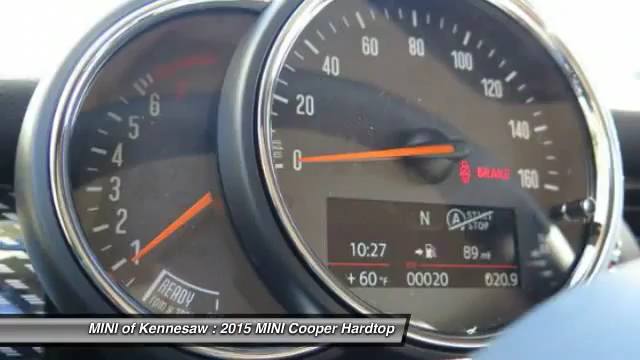 60 80 100
40 120
20 140
0 160
BRAKE
6
5
4
3
2
1
N A START STOP
10:27 89 mi
+60°F 00020 020.9
READY
MINI of Kennesaw : 2015 MINI Cooper Hardtop